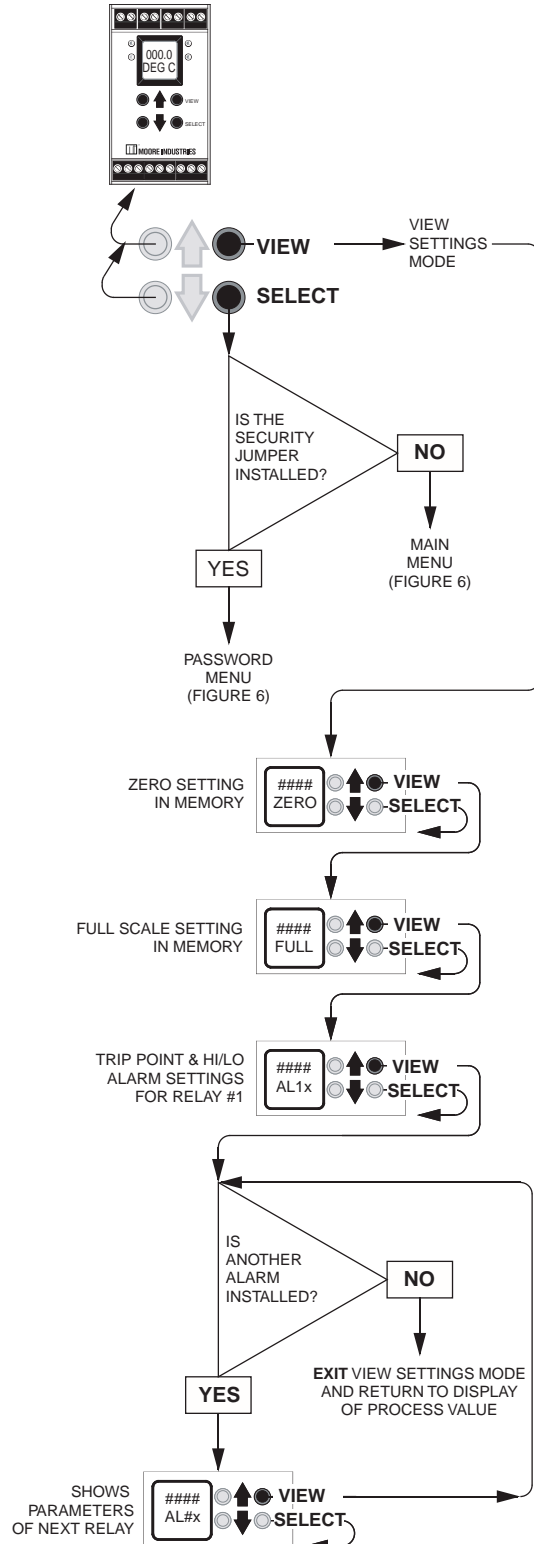 000.0
DEG C
VIEW
SELECT
MOORE INDUSTRIES
VIEW
VIEW
SETTINGS
MODE
SELECT
IS THE
SECURITY
JUMPER
INSTALLED?
NO
MAIN
MENU
(FIGURE 6)
YES
PASSWORD
MENU
(FIGURE 6)
ZERO SETTING
IN MEMORY
####
ZERO
VIEW
SELECT
FULL SCALE SETTING
IN MEMORY
####
FULL
VIEW
SELECT
TRIP POINT & HI/LO
ALARM SETTINGS
FOR RELAY #1
####
AL1x
VIEW
SELECT
IS
ANOTHER
ALARM
INSTALLED?
NO
EXIT VIEW SETTINGS MODE
AND RETURN TO DISPLAY
OF PROCESS VALUE
YES
SHOWS
PARAMETERS
OF NEXT RELAY
####
AL#x
VIEW
SELECT